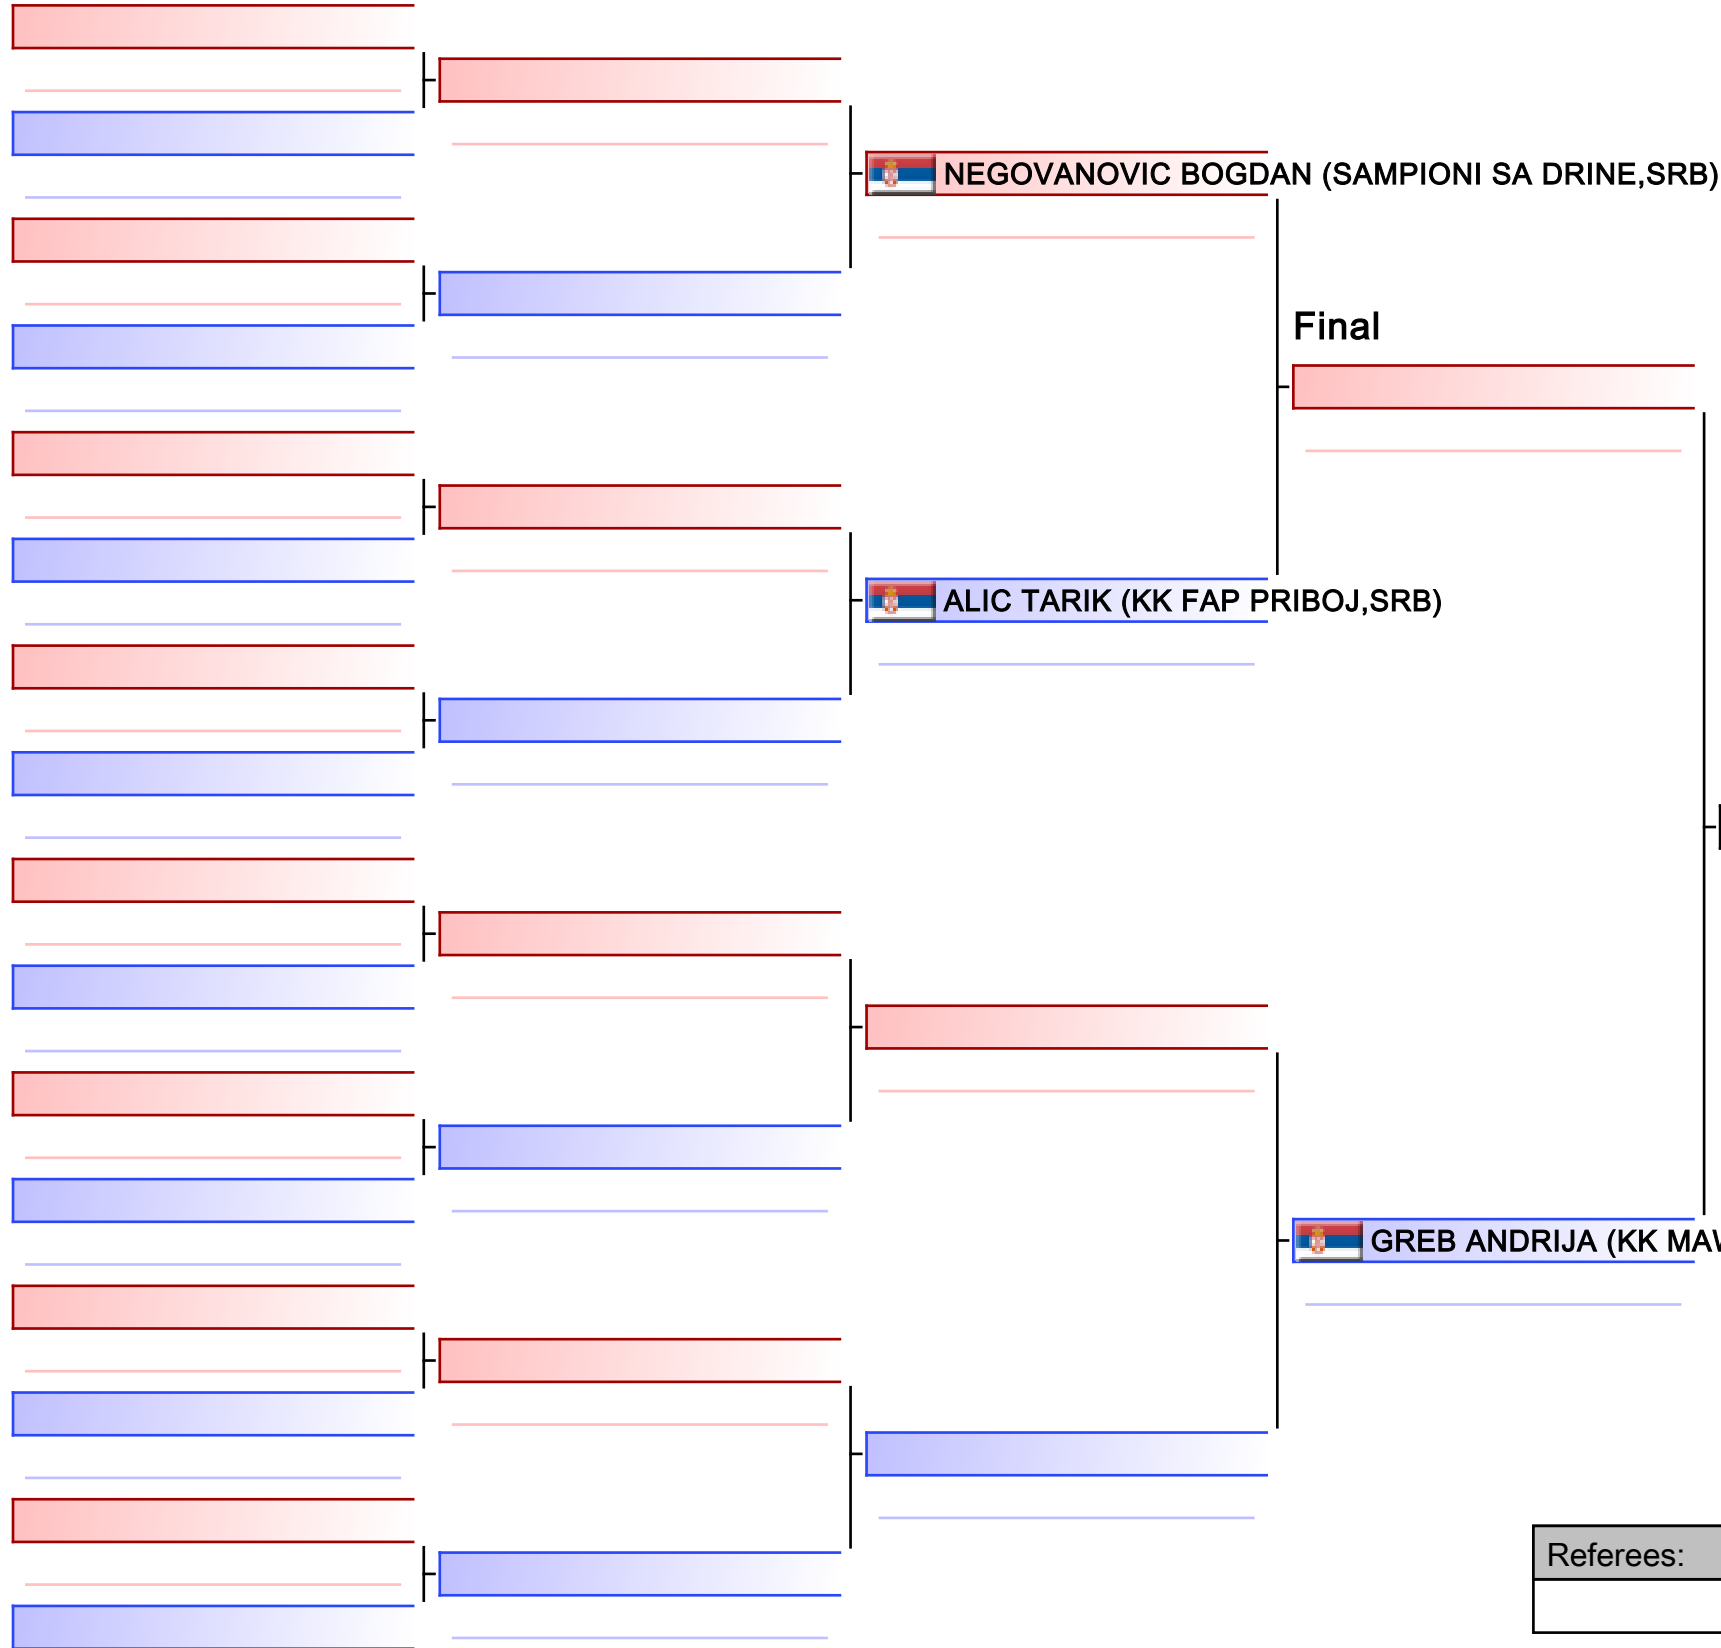 NEGOVANOVIC BOGDAN (SAMPIONI SA DRINE,SRB)
Final
ALIC TARIK (KK FAP PRIBOJ,SRB)
GREB ANDRIJA (KK
Referees: